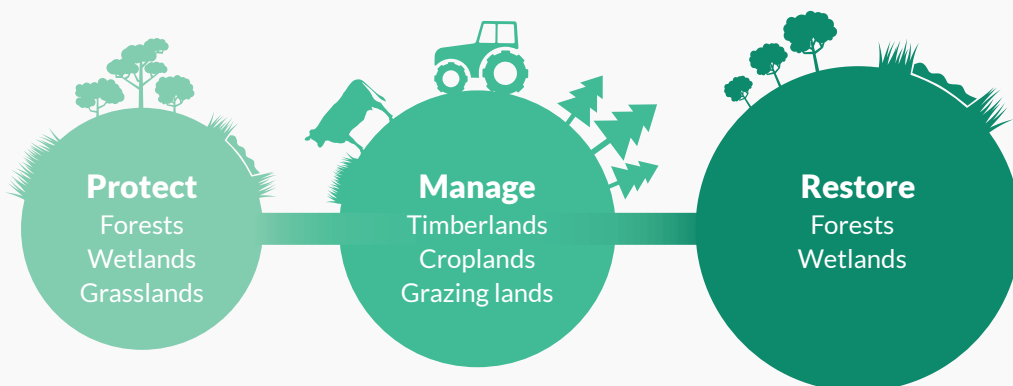 Protect
Forests
Wetlands
Grasslands
Manage
Timberlands
Croplands
Grazing lands
Restore
Forests
Wetlands